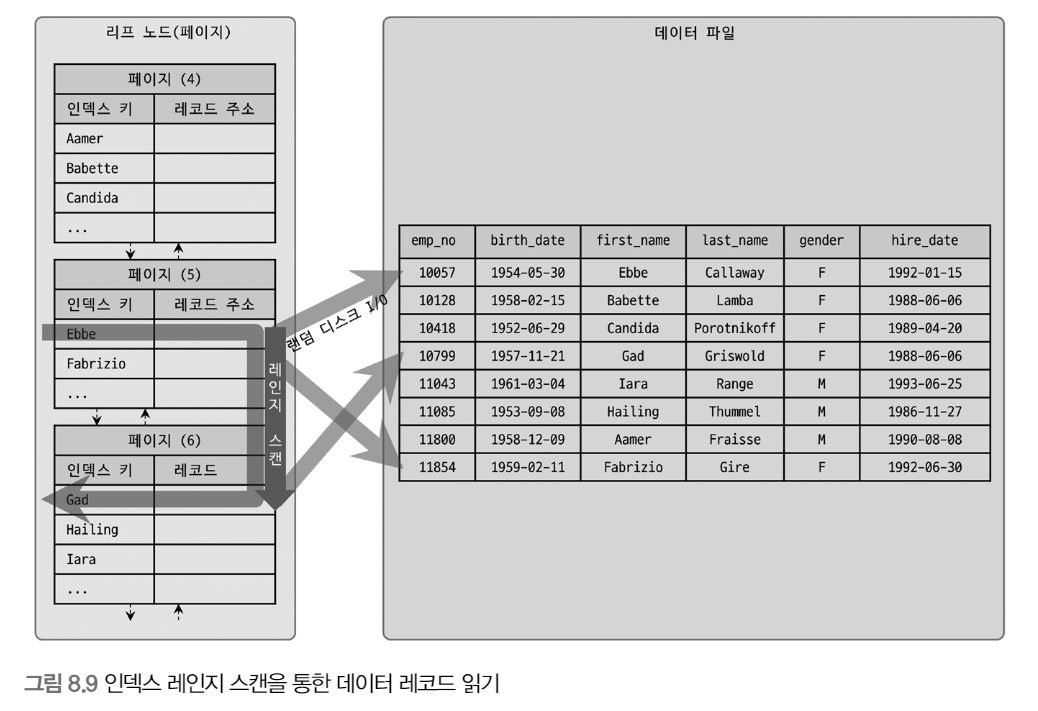 리프 노드(페이지)
페이지 (4)
인덱스 키 레코드 주소
Aamer
Babette
Candida
...
페이지 (5)
인덱스 키 레코드 주소
Ebbe
Fabrizio
...
페이지 (6)
인덱스 키 레코드
Gad
Hailing
Iara
...
레인지 스캔
랜덤 디스크 I/O
데이터 파일
emp_no birth_date first_name last_name gender hire_date
10057 1954-05-30 Ebbe Callaway F 1992-01-15
10128 1958-02-15 Babette Lamba F 1988-06-06
10418 1952-06-29 Candida Porotnikoff F 1989-04-20
10799 1957-11-21 Gad Griswold F 1988-06-06
11043 1961-03-04 Iara Range M 1993-06-25
11085 1953-09-08 Hailing Thummel M 1986-11-27
11800 1958-12-09 Aamer Fraisse M 1990-08-08
11854 1959-02-11 Fabrizio Gire F 1992-06-30
그림 8.9 인덱스 레인지 스캔을 통한 데이터 레코드 읽기